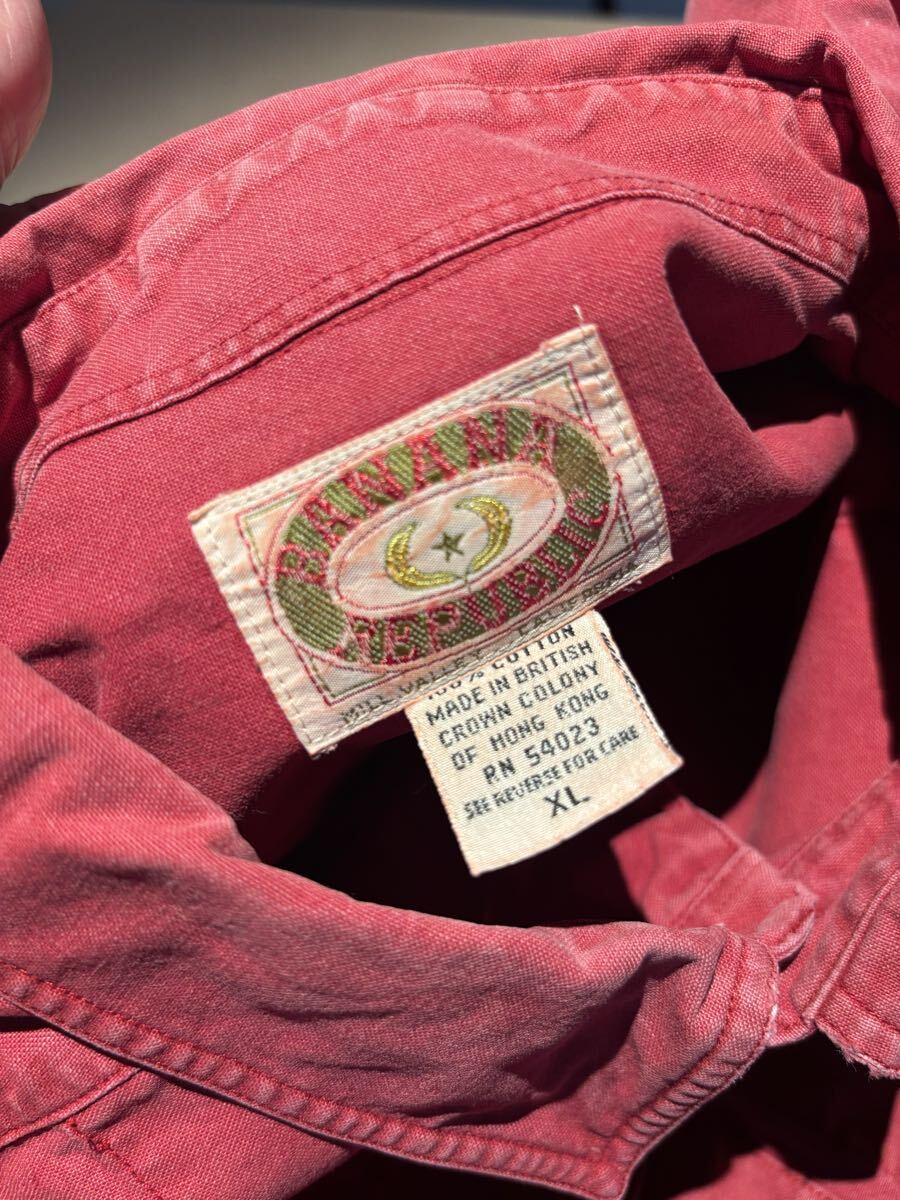 BANANA
REPUBLIC
MILL VALLEY
100% COTTON
MADE IN BRITISH
CROWN COLONY
OF HONG KONG
RN 54023
SEE REVERSE FOR CARE
XL